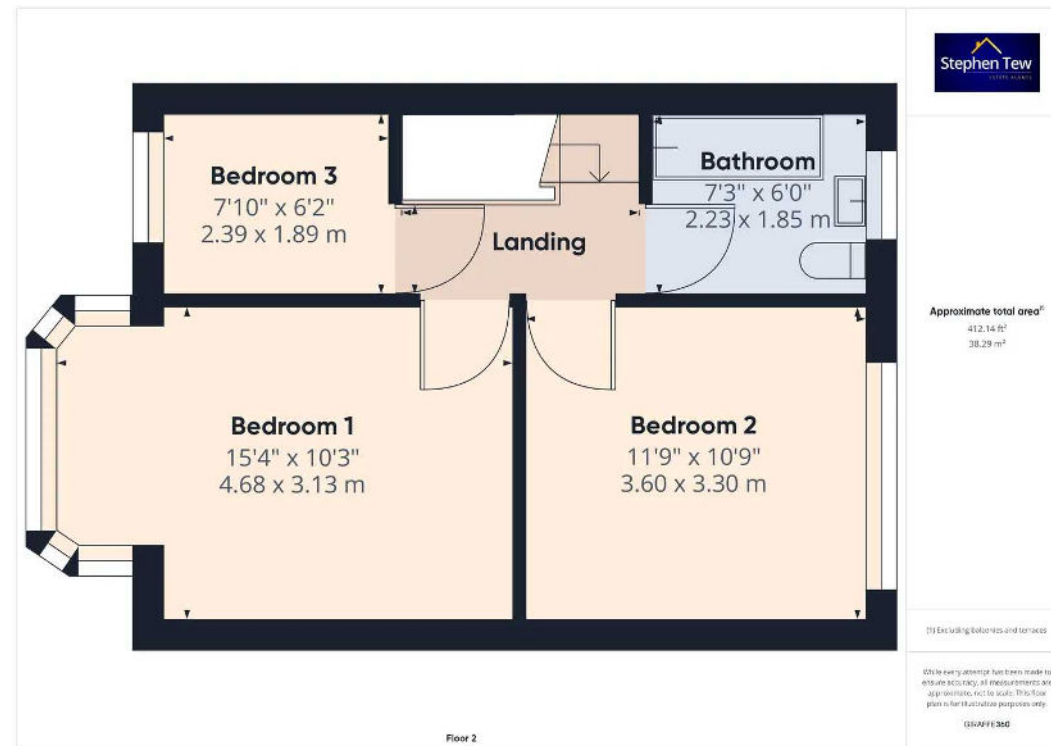 Stephen Tew
ESTATE AGENTS
Bedroom 3
7'10" x 6'2"
2.39 x 1.89 m
Landing
Bathroom
7'3" x 6'0"
2.23 x 1.85 m
Bedroom 1
15'4" x 10'3"
4.68 x 3.13 m
Bedroom 2
11'9" x 10'9"
3.60 x 3.30 m
Floor 2
Approximate total area⁽¹⁾
412.14 ft²
38.29 m²
(1) Excluding balconies and terraces
While every attempt has been made to
ensure accuracy, all measurements are
approximate, not to scale. This floor
plan is for illustrative purposes only.
GIRAFFE360